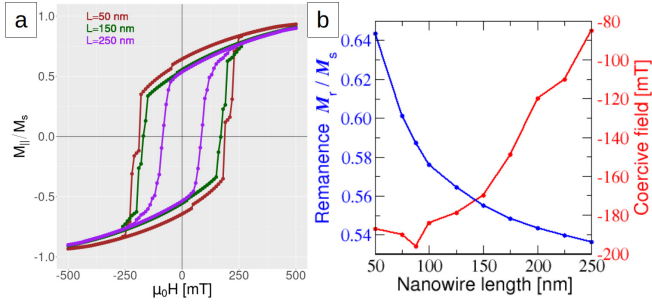 a
L=50 nm
L=150 nm
L=250 nm
M||/Ms
1.0
0.5
0.0
-0.5
-1.0
-500 -250 0 250 500
μ₀H [mT]
b
Remanence Mr / Ms
0.64
0.62
0.60
0.58
0.56
0.54
50 100 150 200 250
Nanowire length [nm]
-80
-100
-120
-140
-160
-180
-200
Coercive field [mT]